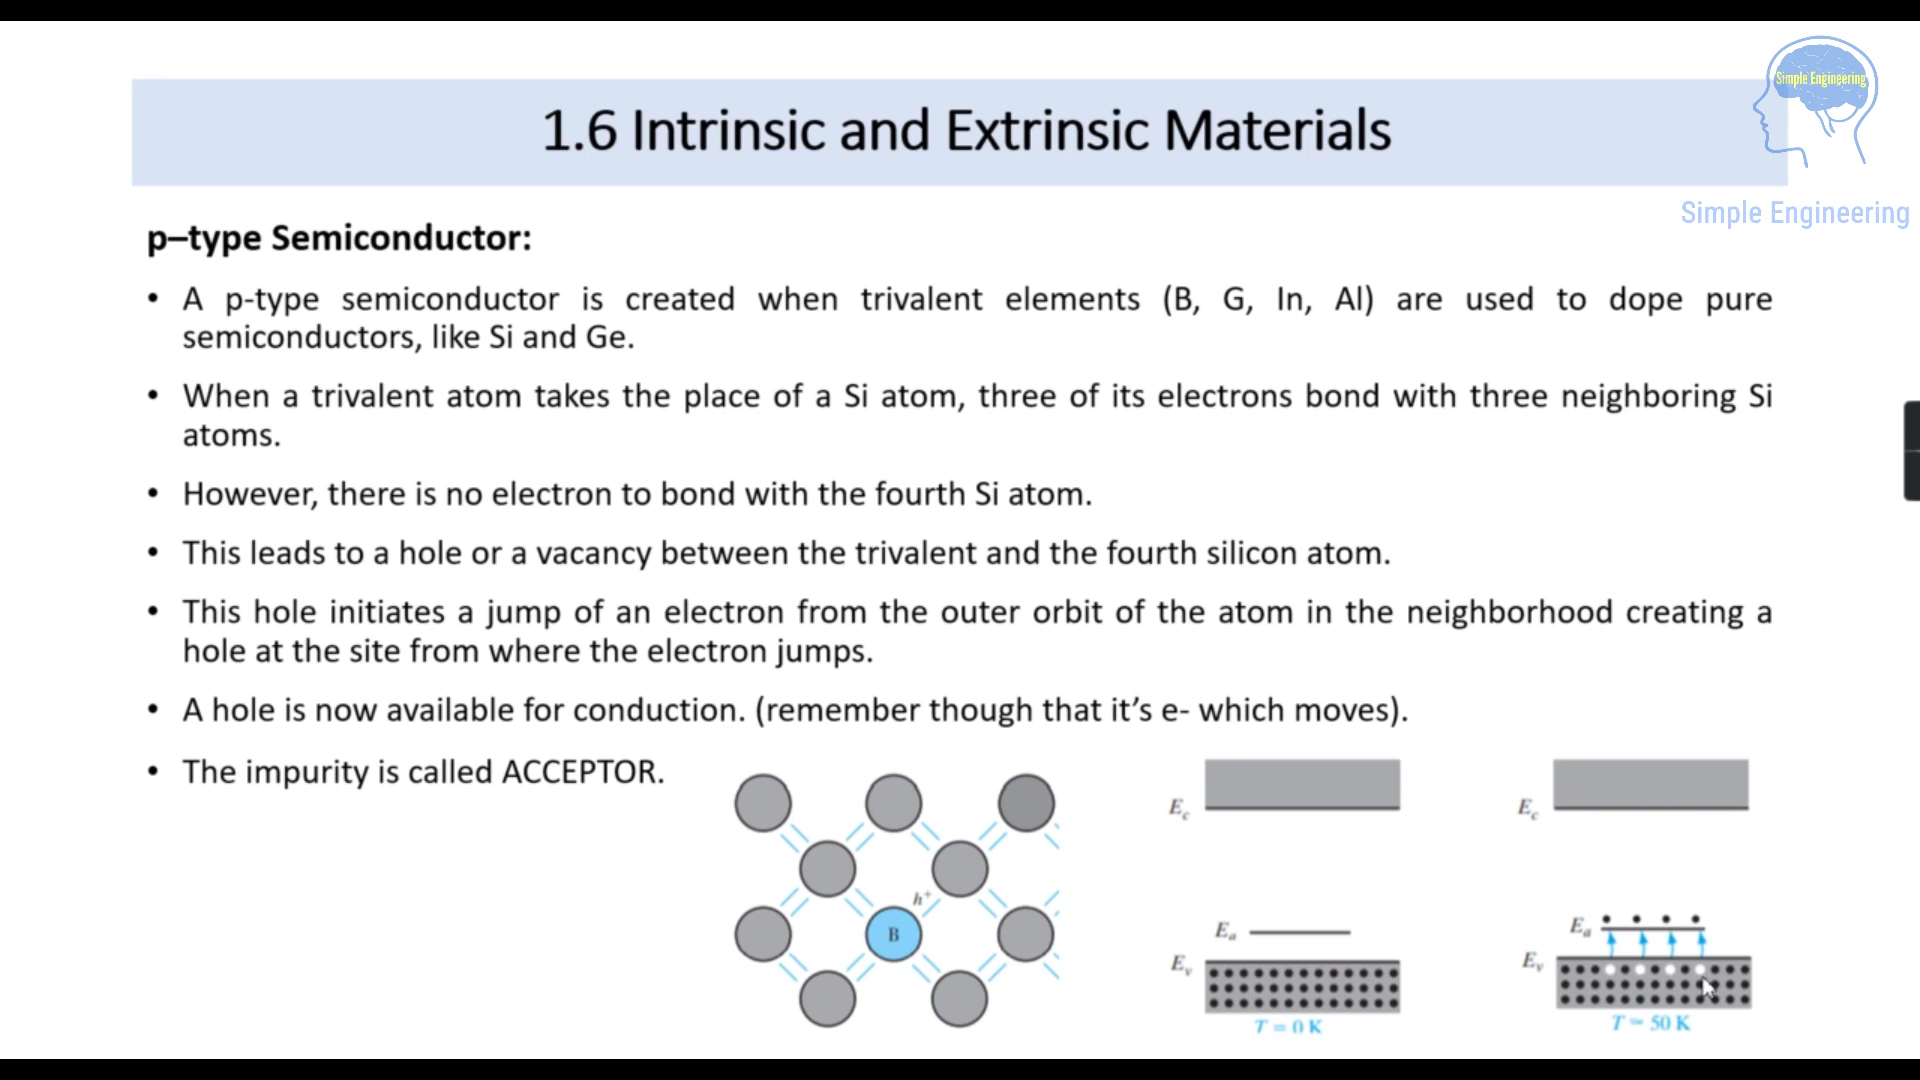 Simple Engineering
1.6 Intrinsic and Extrinsic Materials
Simple Engineering
p–type Semiconductor:
• A p-type semiconductor is created when trivalent elements (B, G, In, Al) are used to dope pure
semiconductors, like Si and Ge.
• When a trivalent atom takes the place of a Si atom, three of its electrons bond with three neighboring Si
atoms.
• However, there is no electron to bond with the fourth Si atom.
• This leads to a hole or a vacancy between the trivalent and the fourth silicon atom.
• This hole initiates a jump of an electron from the outer orbit of the atom in the neighborhood creating a
hole at the site from where the electron jumps.
• A hole is now available for conduction. (remember though that it’s e- which moves).
• The impurity is called ACCEPTOR.
h⁺
B
E_c
E_a
E_v
T = 0 K
E_c
E_a
E_v
T ≃ 50 K